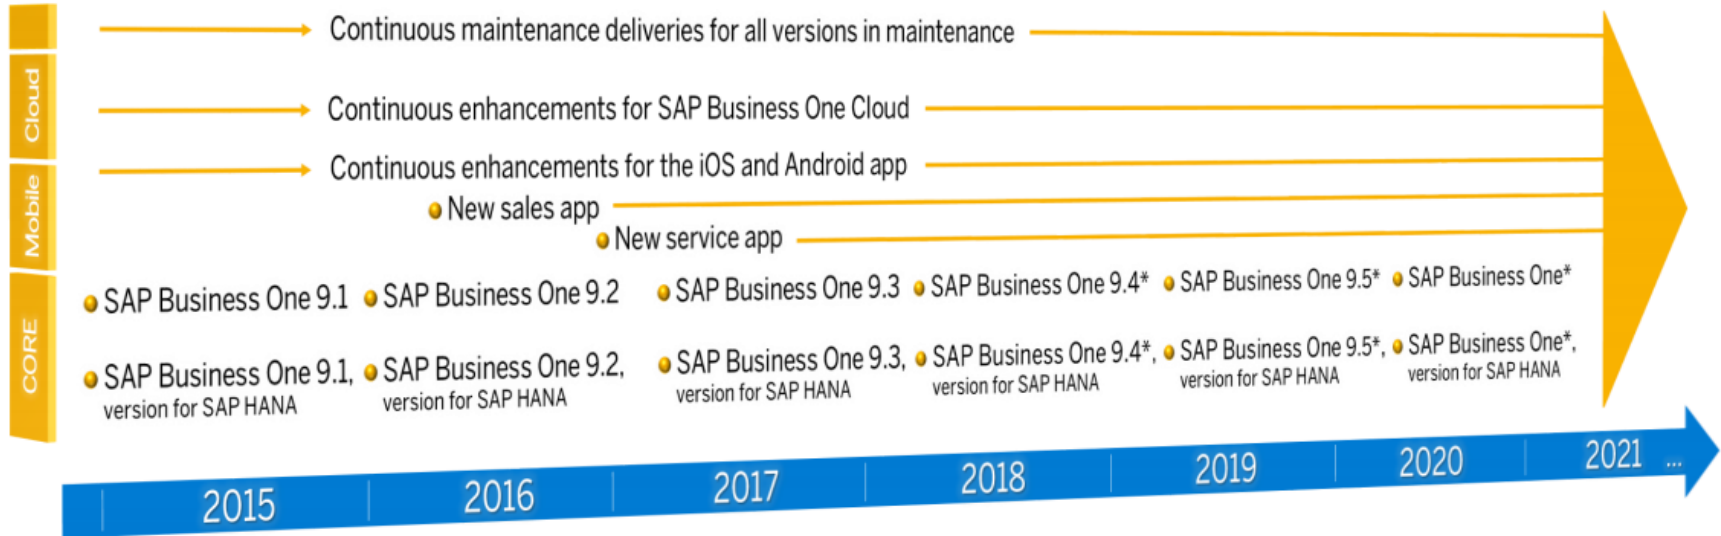 Continuous maintenance deliveries for all versions in maintenance
Cloud
Continuous enhancements for SAP Business One Cloud
Mobile
Continuous enhancements for the iOS and Android app
New sales app
New service app
CORE
SAP Business One 9.1
SAP Business One 9.2
SAP Business One 9.3
SAP Business One 9.4*
SAP Business One 9.5*
SAP Business One*
SAP Business One 9.1,
version for SAP HANA
SAP Business One 9.2,
version for SAP HANA
SAP Business One 9.3,
version for SAP HANA
SAP Business One 9.4*,
version for SAP HANA
SAP Business One 9.5*,
version for SAP HANA
SAP Business One*,
version for SAP HANA
2015
2016
2017
2018
2019
2020
2021 ...